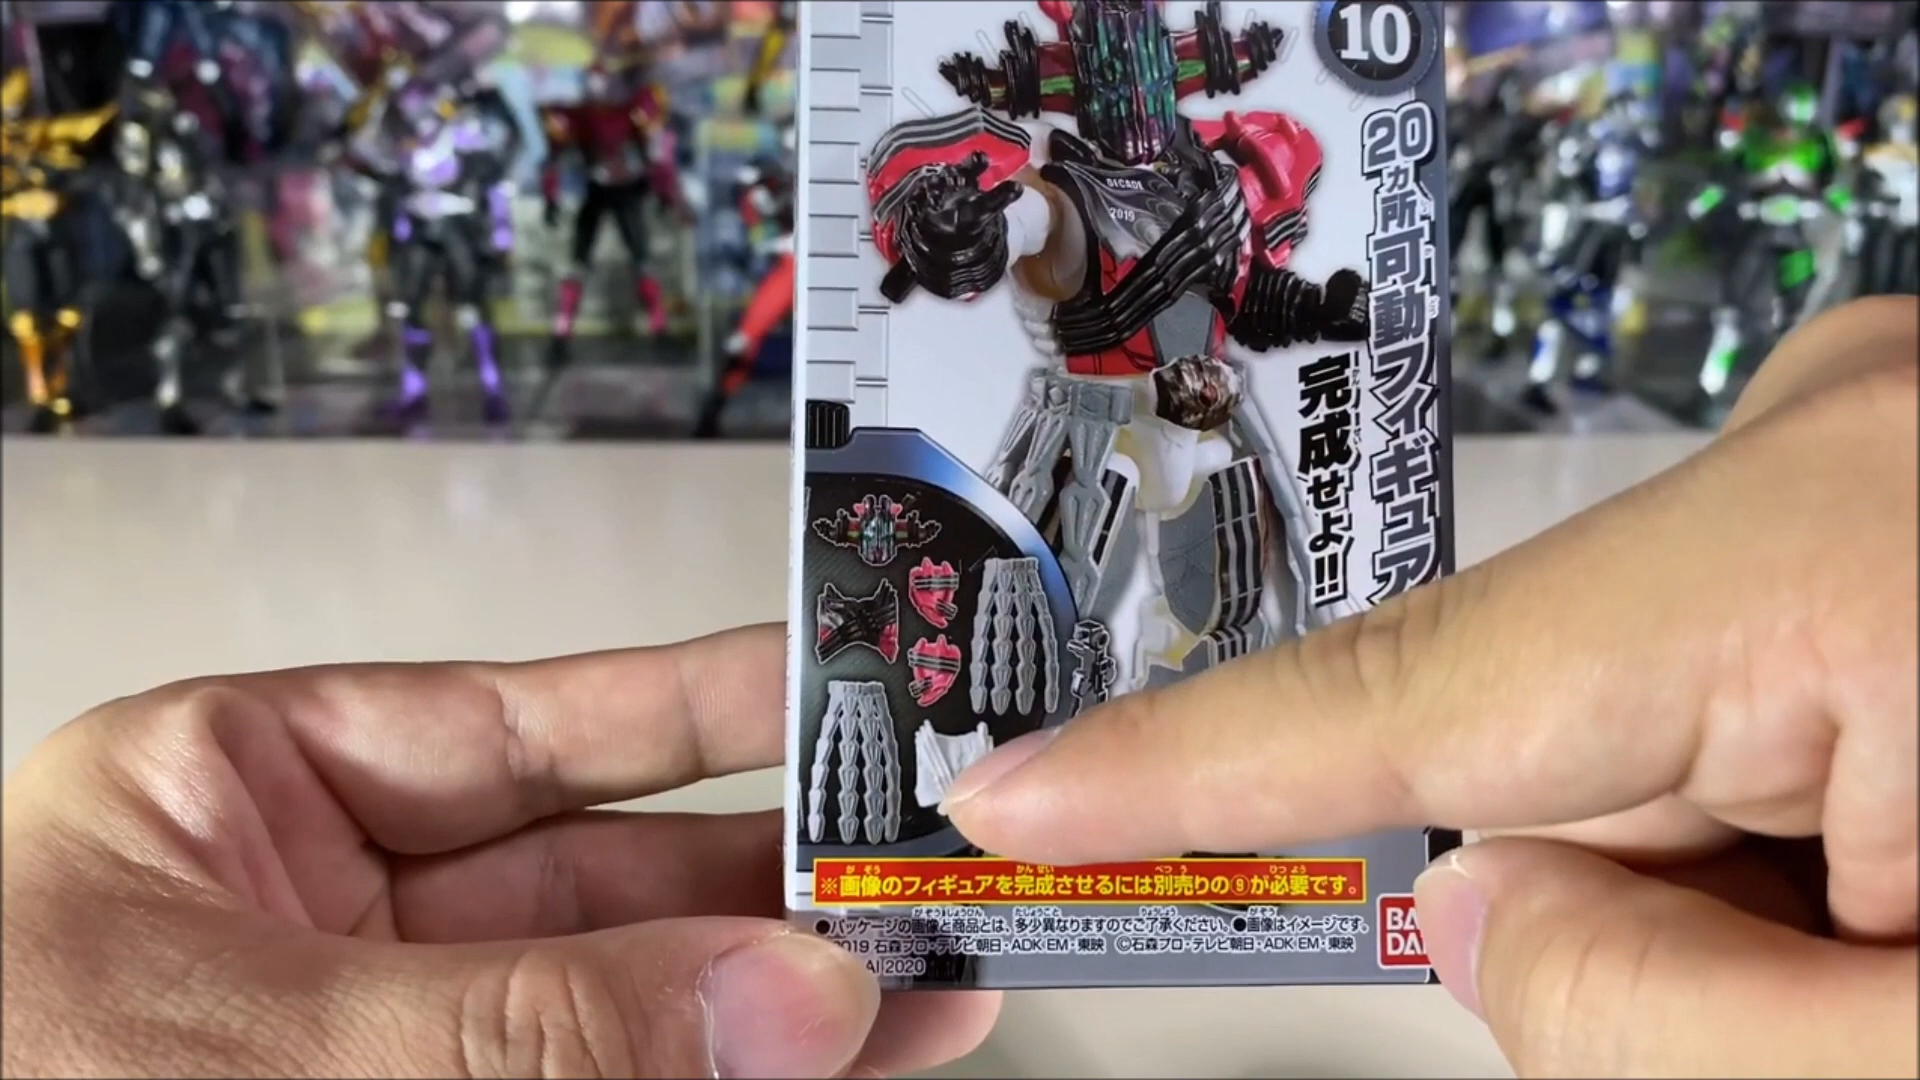 10
20カ所可動フィギュア
完成せよ!!
DECADE
2019
※画像のフィギュアを完成させるには別売りの⑨が必要です。
●パッケージの画像と商品とは、多少異なりますのでご了承ください。●画像はイメージです。
2019 石森プロ・テレビ朝日・ADK EM・東映 ©石森プロ・テレビ朝日・ADK EM・東映
AI 2020
BA
DAI